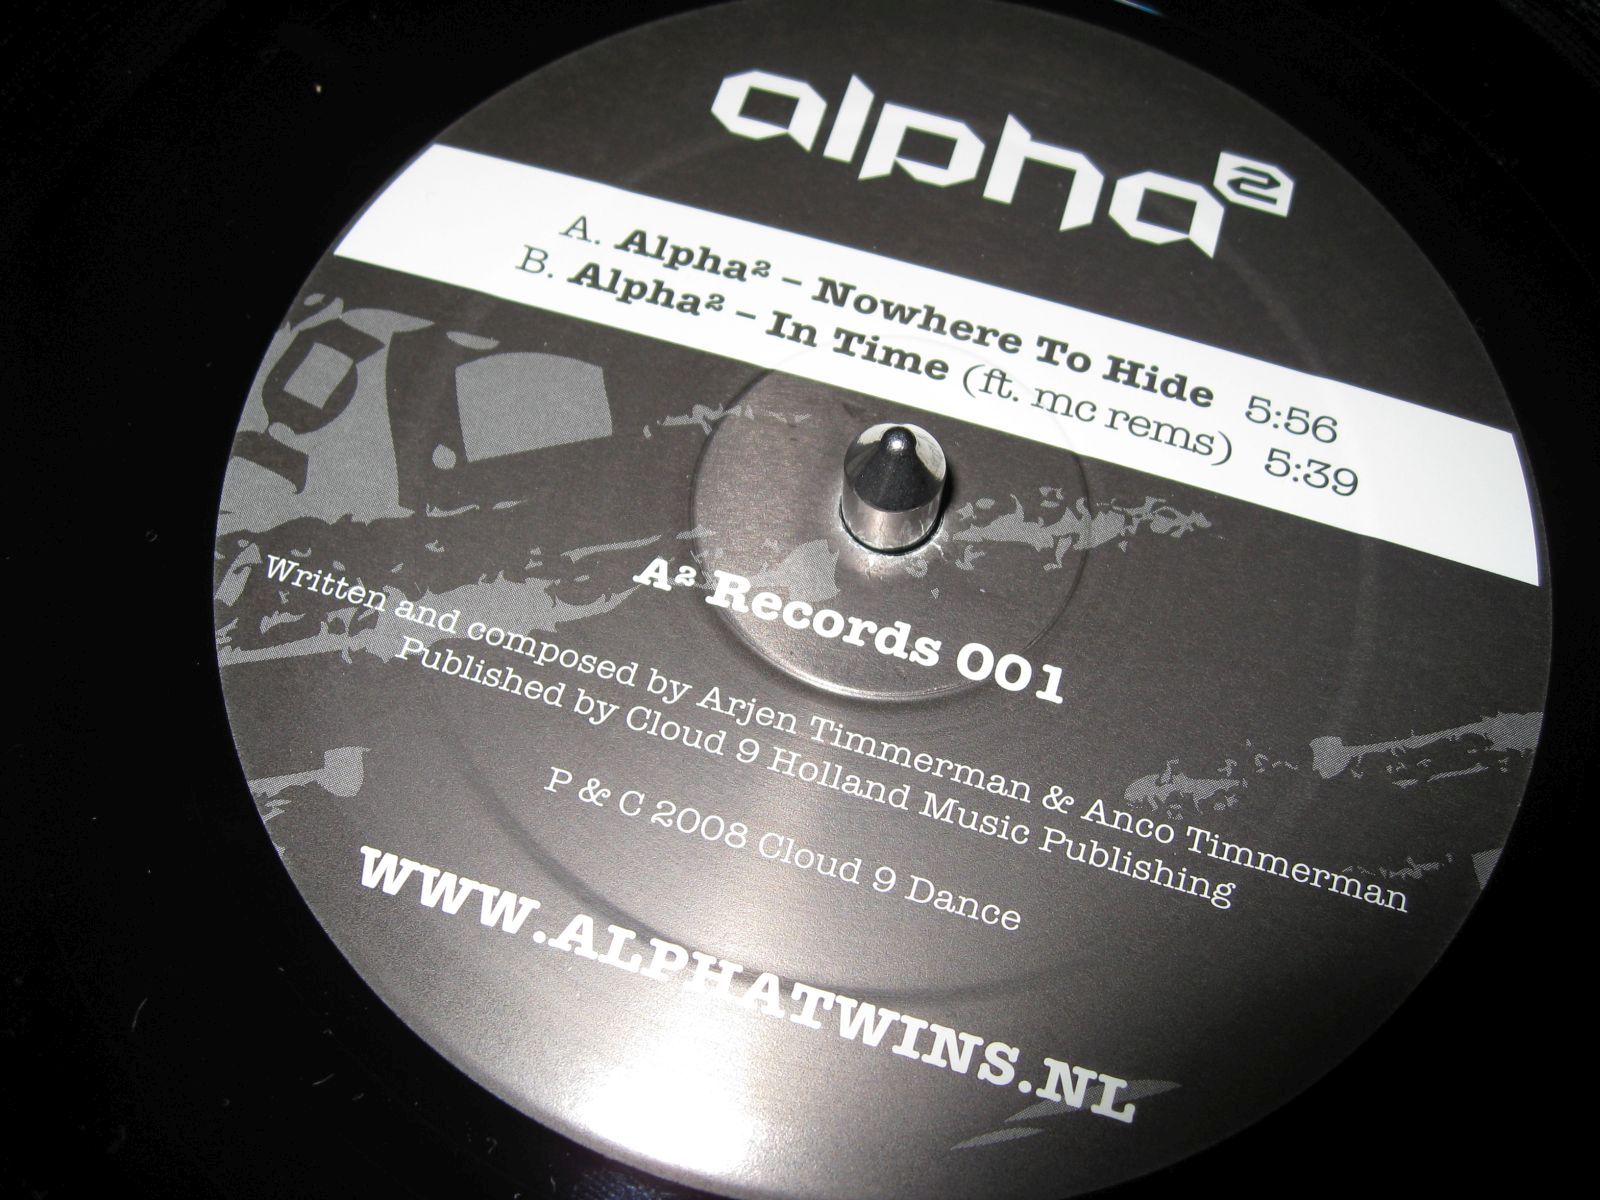 alpha²
A. Alpha² – Nowhere To Hide 5:56
B. Alpha² – In Time (ft. mc rems) 5:39
A² Records 001
Written and composed by Arjen Timmerman & Anco Timmerman
Published by Cloud 9 Holland Music Publishing
P & C 2008 Cloud 9 Dance
WWW.ALPHATWINS.NL